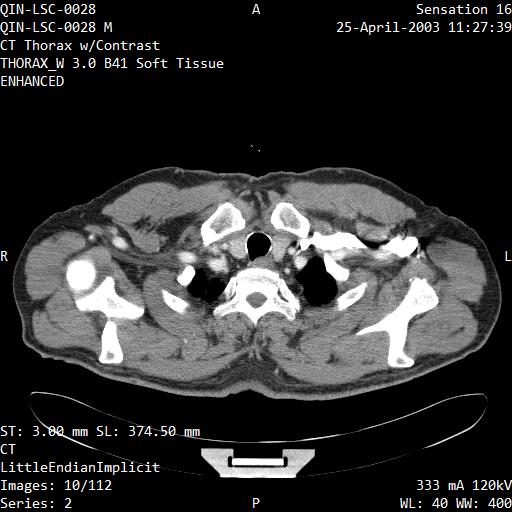 QIN-LSC-0028
A
Sensation 16
QIN-LSC-0028 M
25-April-2003 11:27:39
CT Thorax w/Contrast
THORAX_W 3.0 B41 Soft Tissue
ENHANCED
R
L
ST: 3.00 mm SL: 374.50 mm
CT
LittleEndianImplicit
Images: 10/112
333 mA 120kV
Series: 2
P
WL: 40 WW: 400